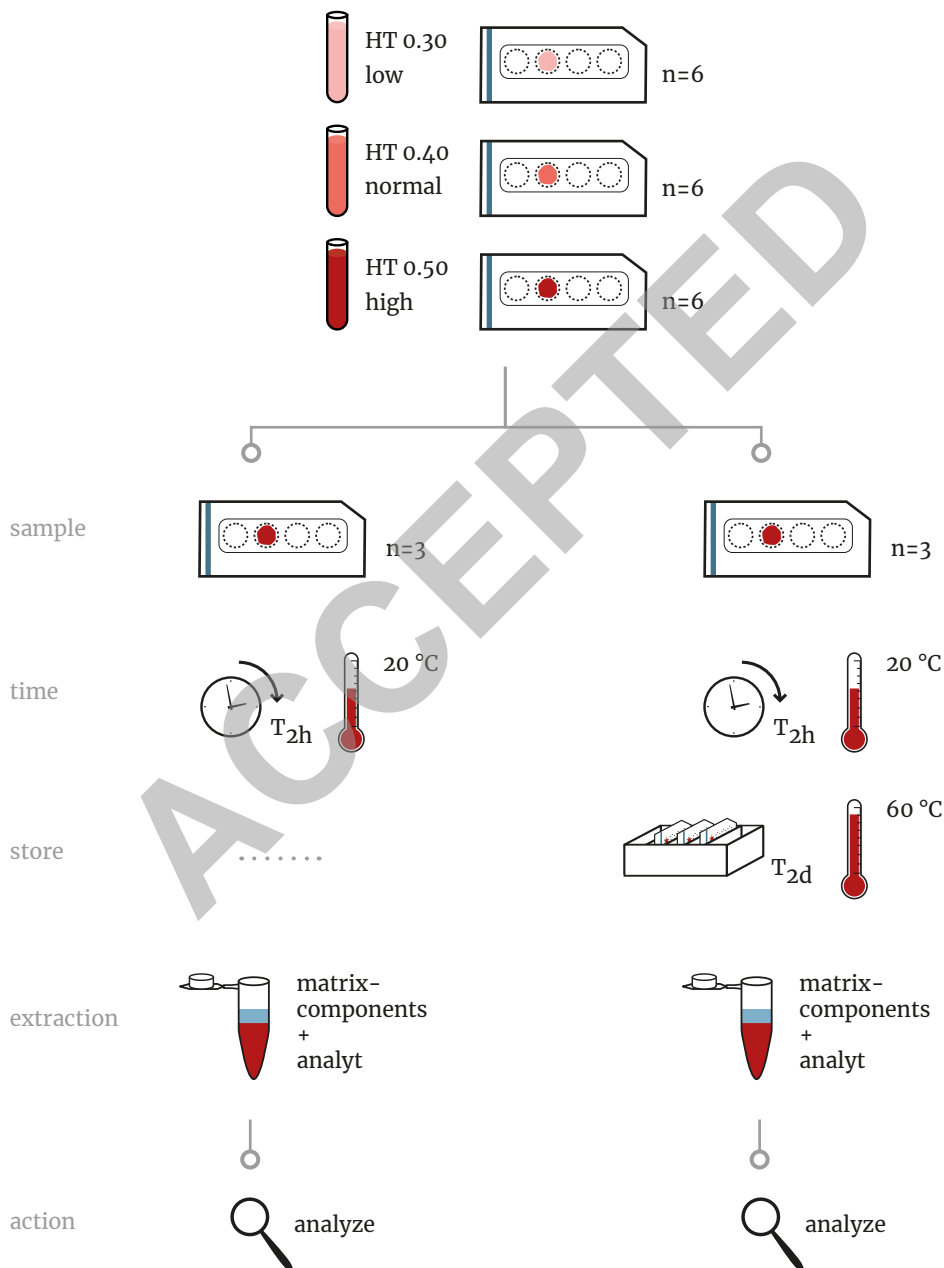 HT 0.30
low
n=6
HT 0.40
normal
n=6
HT 0.50
high
n=6
ACCEPTED
sample
n=3
n=3
time
T2h
20 °C
T2h
20 °C
store
T2d
60 °C
extraction
matrix-
components
+
analyt
matrix-
components
+
analyt
action
analyze
analyze